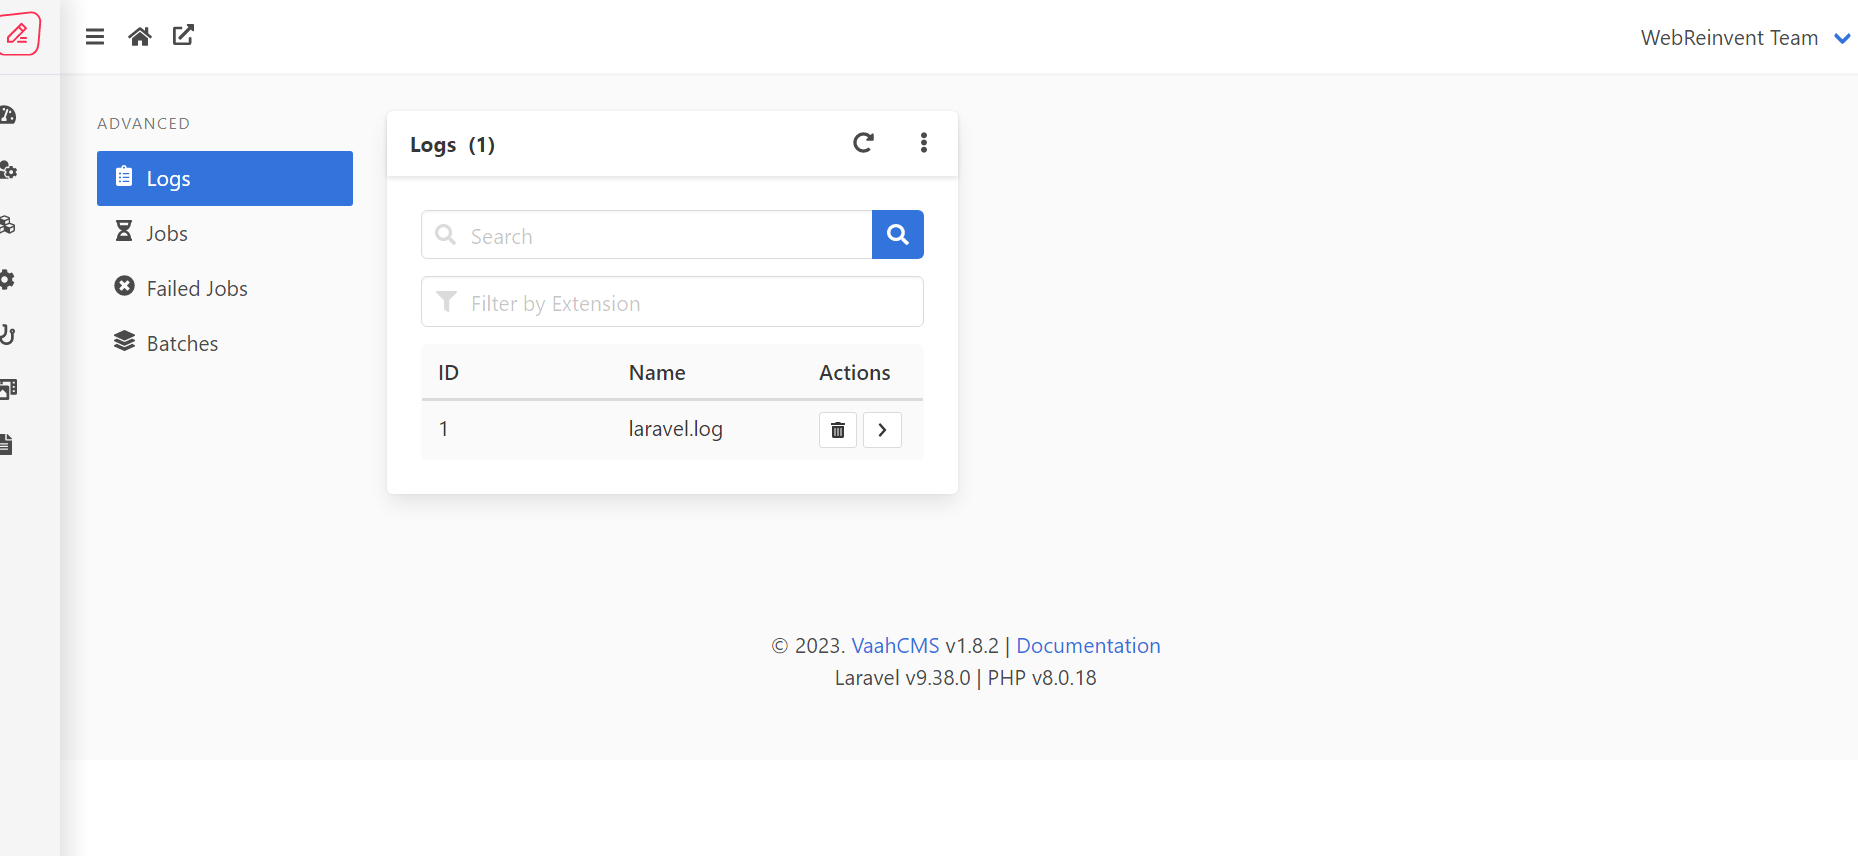 WebReinvent Team
ADVANCED
Logs
Jobs
Failed Jobs
Batches
Logs (1)
Search
Filter by Extension
ID Name Actions
1 laravel.log
© 2023. VaahCMS v1.8.2 | Documentation
Laravel v9.38.0 | PHP v8.0.18